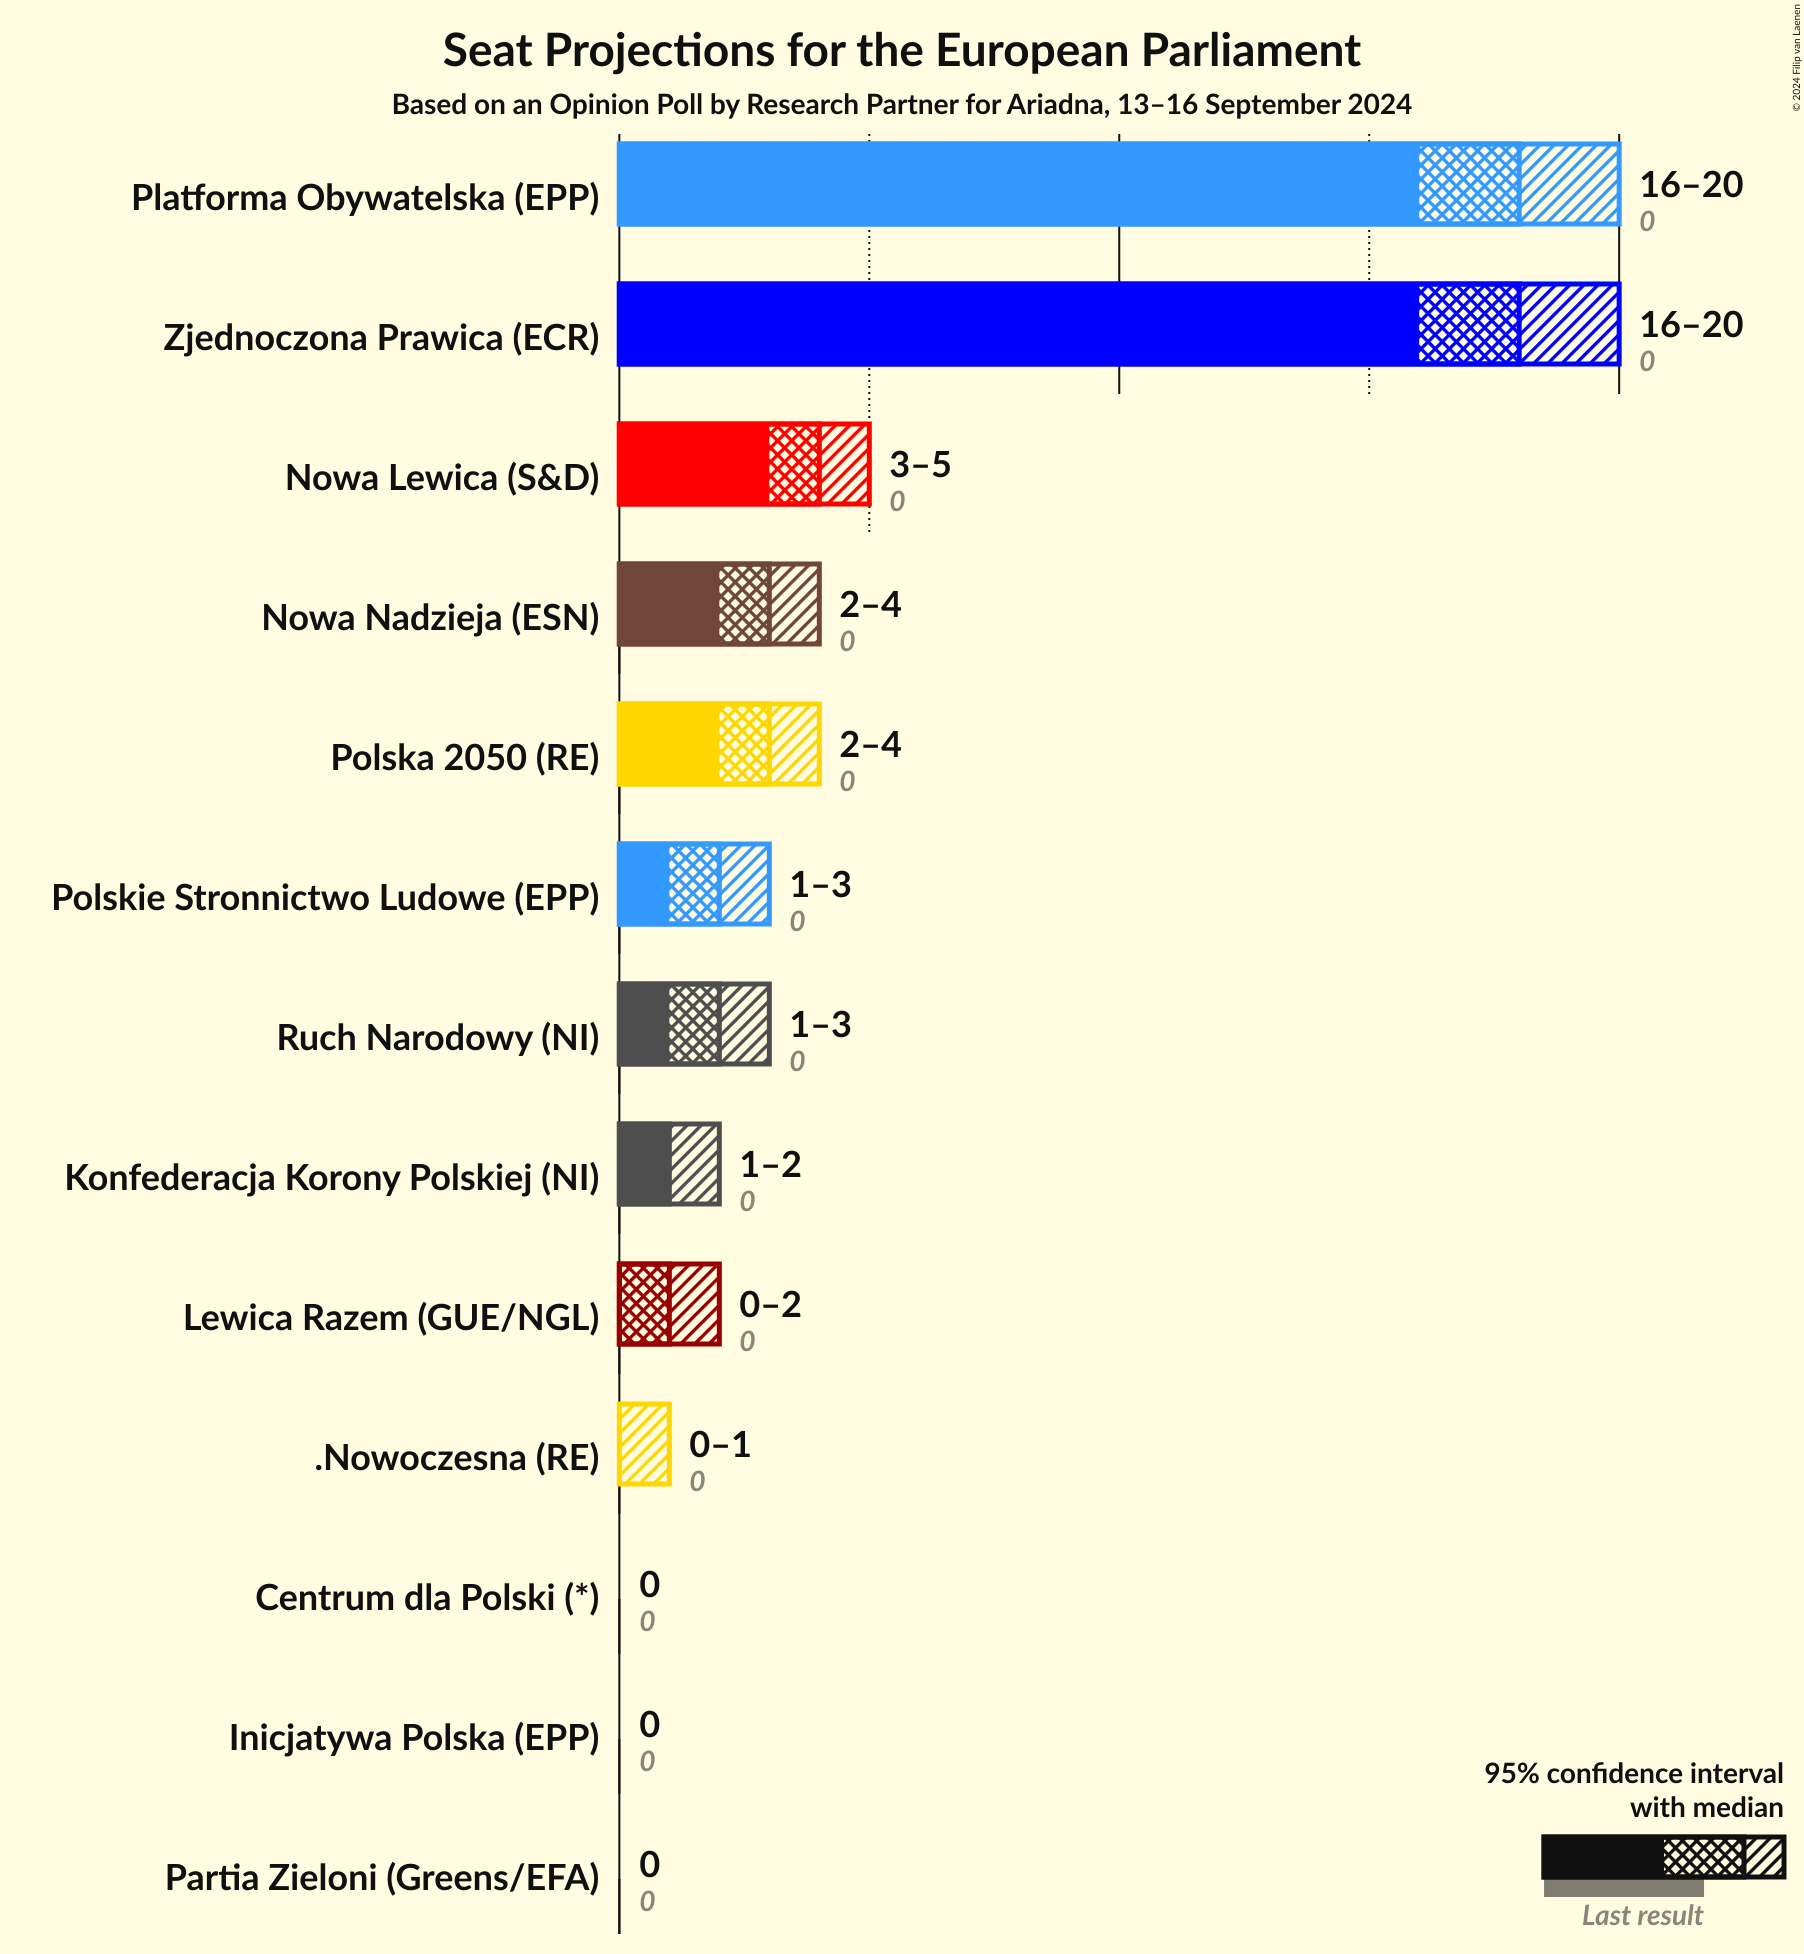 Seat Projections for the European Parliament
Based on an Opinion Poll by Research Partner for Ariadna, 13–16 September 2024
© 2024 Filip van Laenen
Platforma Obywatelska (EPP)
16–20
0
Zjednoczona Prawica (ECR)
16–20
0
Nowa Lewica (S&D)
3–5
0
Nowa Nadzieja (ESN)
2–4
0
Polska 2050 (RE)
2–4
0
Polskie Stronnictwo Ludowe (EPP)
1–3
0
Ruch Narodowy (NI)
1–3
0
Konfederacja Korony Polskiej (NI)
1–2
0
Lewica Razem (GUE/NGL)
0–2
0
.Nowoczesna (RE)
0–1
0
Centrum dla Polski (*)
0
0
Inicjatywa Polska (EPP)
0
0
Partia Zieloni (Greens/EFA)
0
0
95% confidence interval
with median
Last result